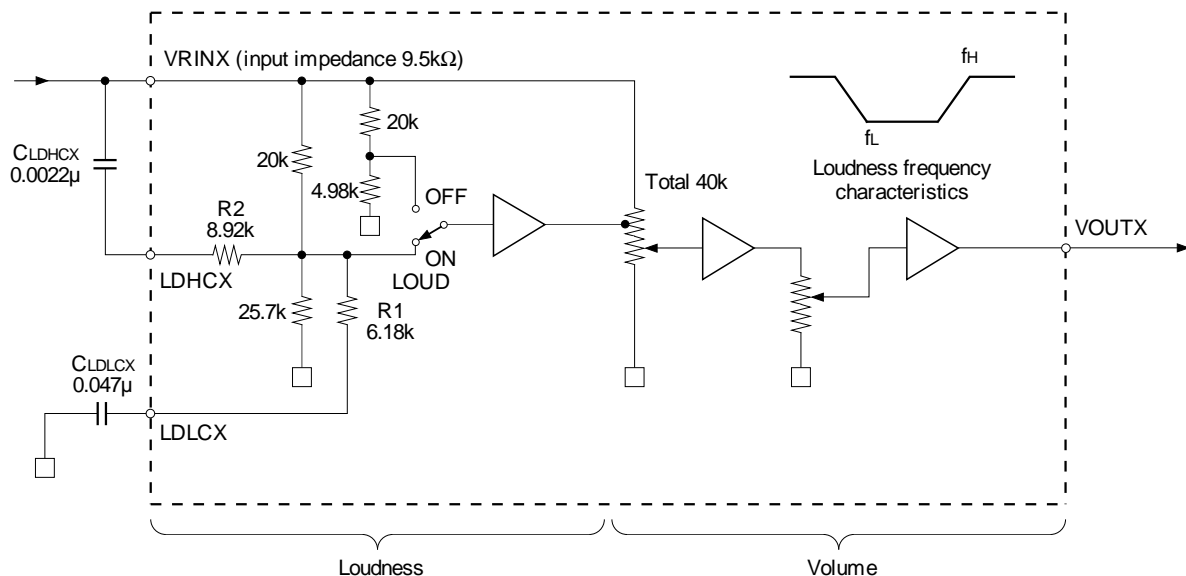 VRINX (input impedance 9.5kΩ)
fH
fL
Loudness frequency
characteristics
20k
20k
4.98k
CLDHCX
0.0022µ
R2
8.92k
LDHCX
OFF
ON
LOUD
Total 40k
VOUTX
25.7k
R1
6.18k
CLDLCX
0.047µ
LDLCX
Loudness
Volume